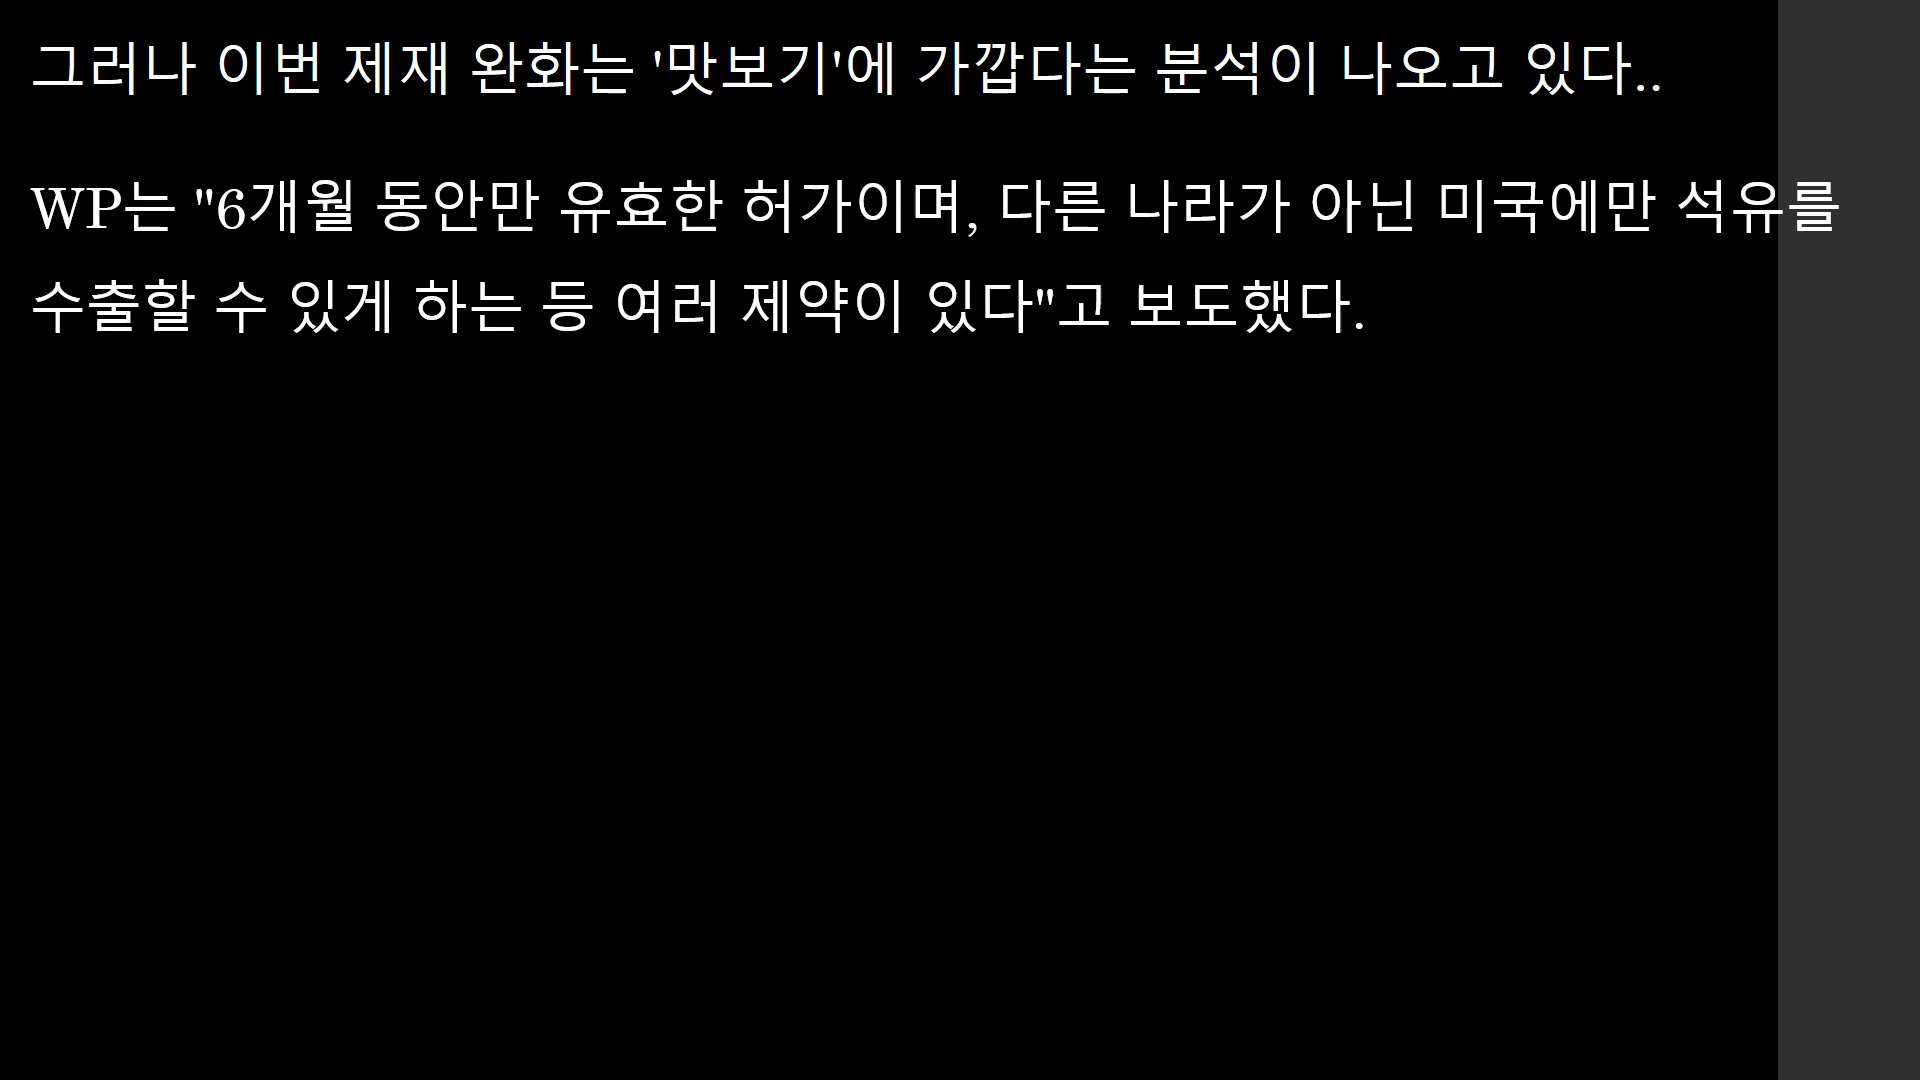 그러나 이번 제재 완화는 '맛보기'에 가깝다는 분석이 나오고 있다..
WP는 "6개월 동안만 유효한 허가이며, 다른 나라가 아닌 미국에만 석유를
수출할 수 있게 하는 등 여러 제약이 있다"고 보도했다.